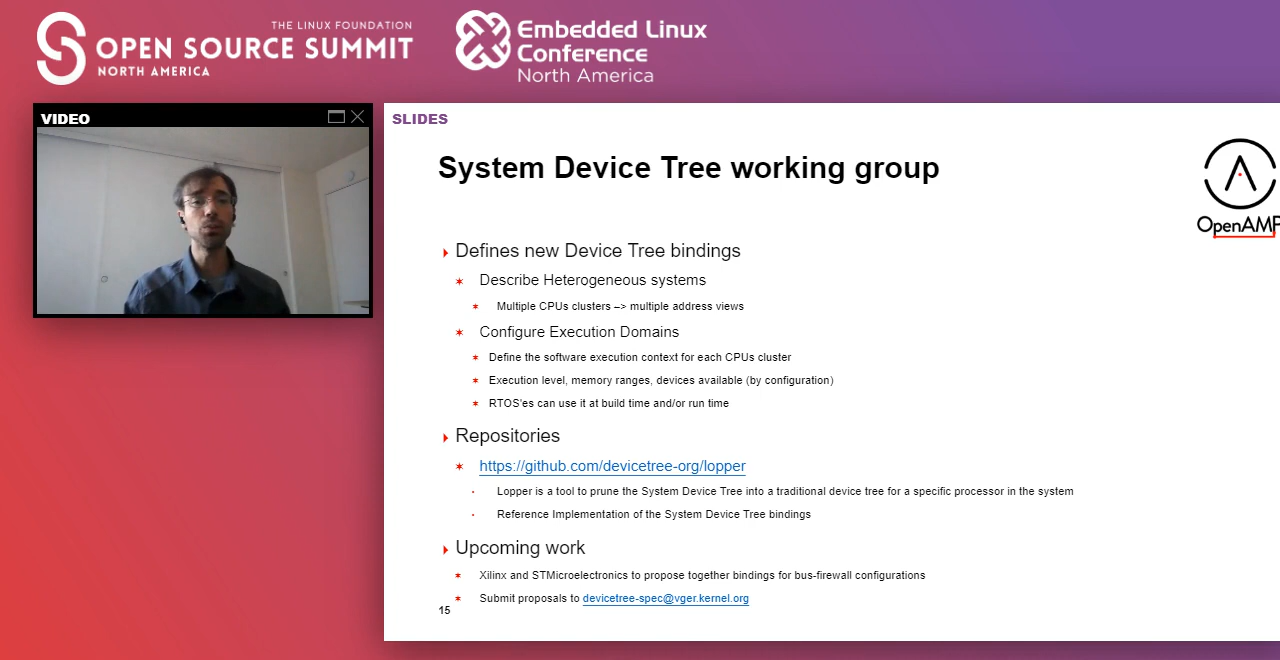 THE LINUX FOUNDATION
OPEN SOURCE SUMMIT
NORTH AMERICA
Embedded Linux
Conference
North America
VIDEO
SLIDES
System Device Tree working group
OpenAMP
Defines new Device Tree bindings
Describe Heterogeneous systems
Multiple CPUs clusters –> multiple address views
Configure Execution Domains
Define the software execution context for each CPUs cluster
Execution level, memory ranges, devices available (by configuration)
RTOS'es can use it at build time and/or run time
Repositories
https://github.com/devicetree-org/lopper
Lopper is a tool to prune the System Device Tree into a traditional device tree for a specific processor in the system
Reference Implementation of the System Device Tree bindings
Upcoming work
Xilinx and STMicroelectronics to propose together bindings for bus-firewall configurations
Submit proposals to devicetree-spec@vger.kernel.org
15